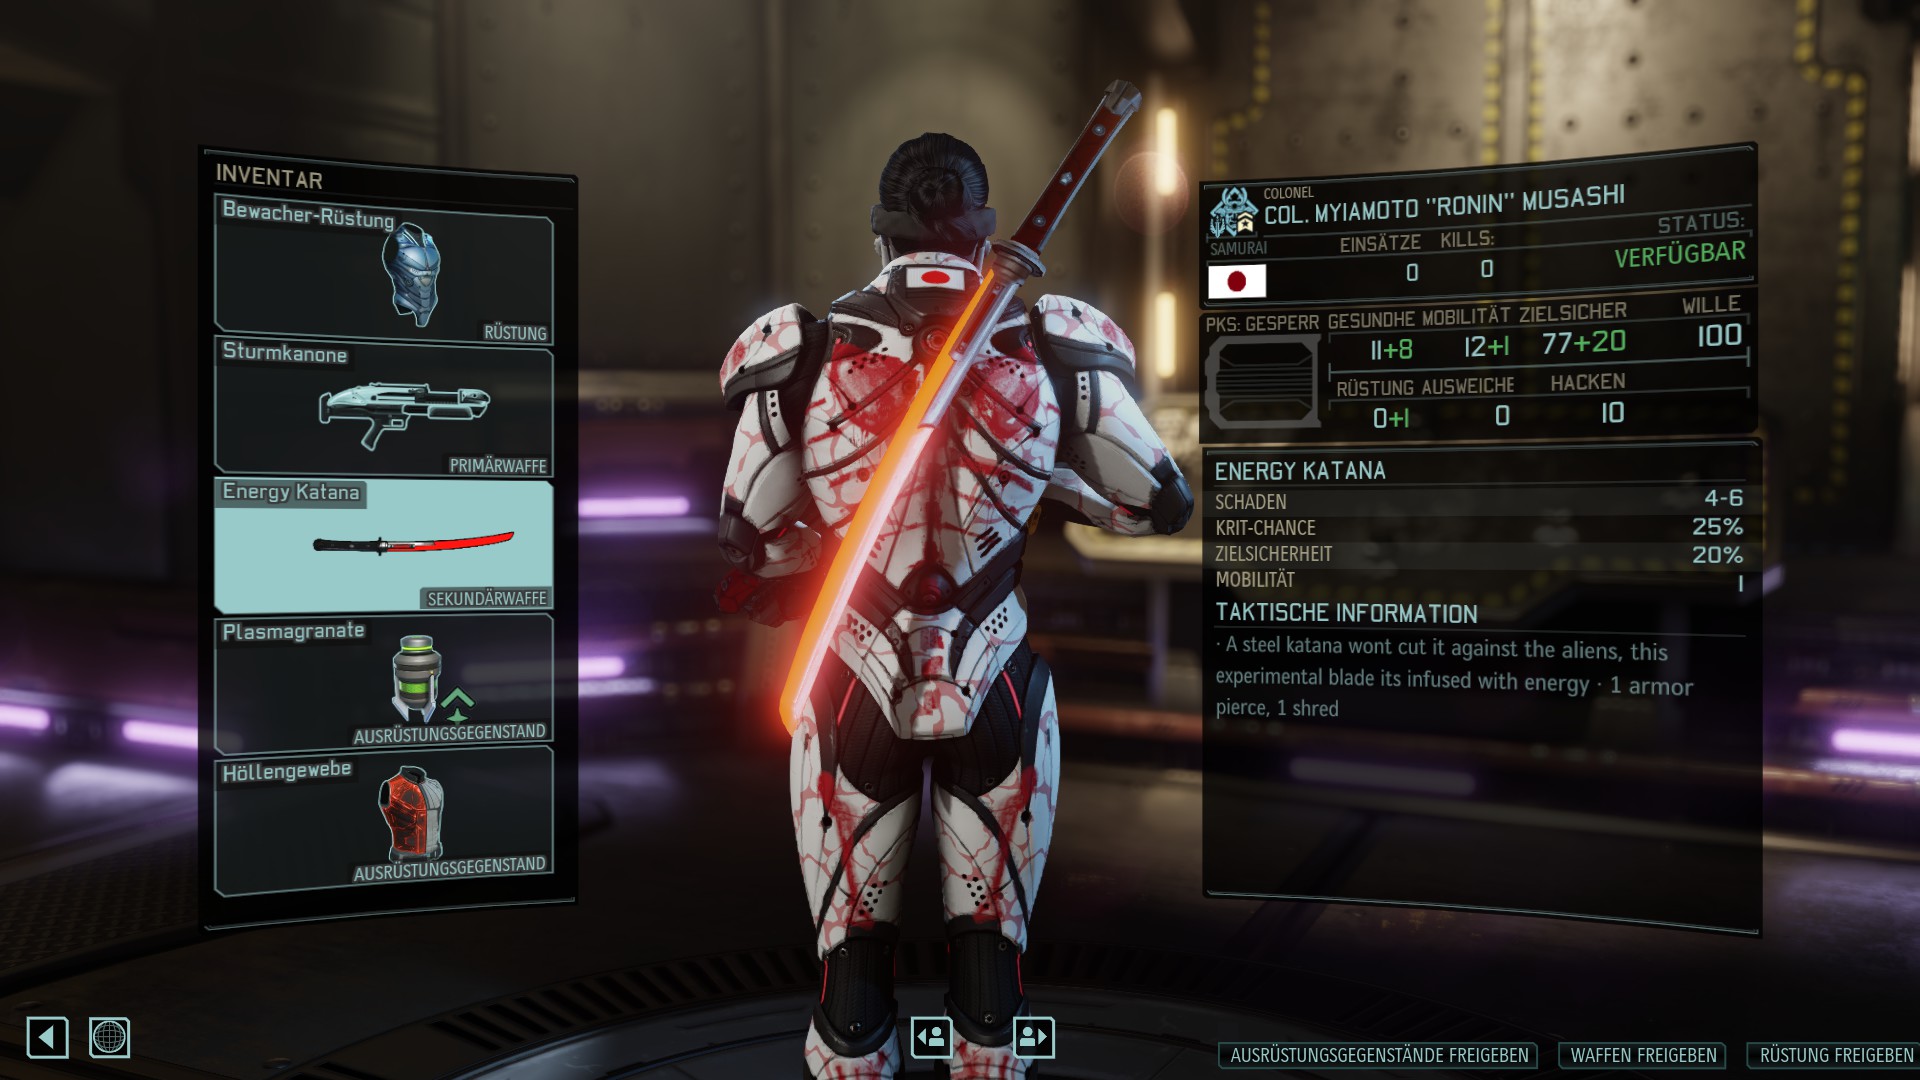 INVENTAR
Bewacher-Rüstung
RÜSTUNG
Sturmkanone
PRIMÄRWAFFE
Energy Katana
SEKUNDÄRWAFFE
Plasmagranate
AUSRÜSTUNGSGEGENSTAND
Höllengewebe
AUSRÜSTUNGSGEGENSTAND
COLONEL
COL. MYIAMOTO "RONIN" MUSASHI
SAMURAI
EINSÄTZE KILLS: STATUS:
0 0 VERFÜGBAR
PKS: GESPERR GESUNDHE MOBILITÄT ZIELSICHER WILLE
11+8 12+1 77+20 100
RÜSTUNG AUSWEICHE HACKEN
0+1 0 10
ENERGY KATANA
SCHADEN 4-6
KRIT-CHANCE 25%
ZIELSICHERHEIT 20%
MOBILITÄT 1
TAKTISCHE INFORMATION
· A steel katana wont cut it against the aliens, this
experimental blade its infused with energy · 1 armor
pierce, 1 shred
AUSRÜSTUNGSGEGENSTÄNDE FREIGEBEN WAFFEN FREIGEBEN RÜSTUNG FREIGEBEN